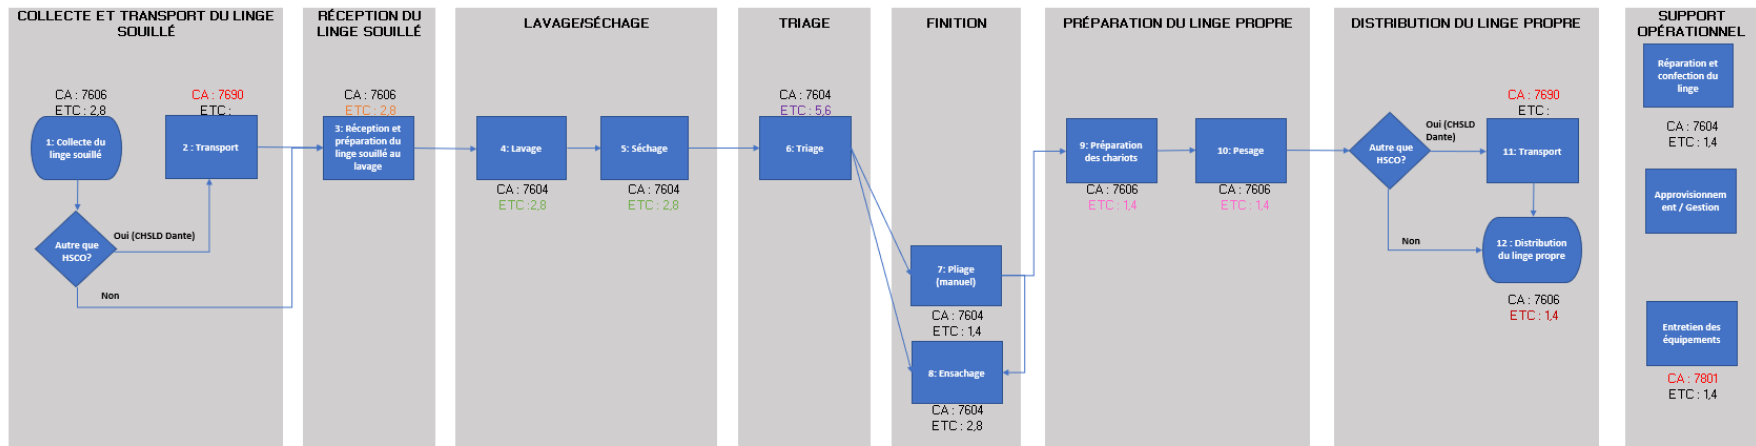 COLLECTE ET TRANSPORT DU LINGE
SOUILLÉ
CA : 7606
ETC : 2,8
1: Collecte du
linge souillé
Autre que
HSCO?
Oui (CHSLD Dante)
Non
CA : 7690
ETC :
2 : Transport
RÉCEPTION DU
LINGE SOUILLÉ
CA : 7606
ETC : 2,8
3: Réception et
préparation du
linge souillé au
lavage
LAVAGE/SÉCHAGE
4: Lavage
CA : 7604
ETC :2,8
5: Séchage
CA : 7604
ETC : 2,8
TRIAGE
CA : 7604
ETC : 5,6
6: Triage
FINITION
7: Pliage
(manuel)
CA : 7604
ETC : 1,4
8: Ensachage
CA : 7604
ETC : 2,8
PRÉPARATION DU LINGE PROPRE
9: Préparation
des chariots
CA : 7606
ETC : 1,4
10: Pesage
CA : 7606
ETC : 1,4
DISTRIBUTION DU LINGE PROPRE
Autre que
HSCO?
Oui (CHSLD
Dante)
Non
CA : 7690
ETC :
11: Transport
12 : Distribution
du linge propre
CA : 7606
ETC : 1,4
SUPPORT
OPÉRATIONNEL
Réparation et
confection du
linge
CA : 7604
ETC : 1,4
Approvisionnem
ent / Gestion
Entretien des
équipements
CA : 7801
ETC : 1,4